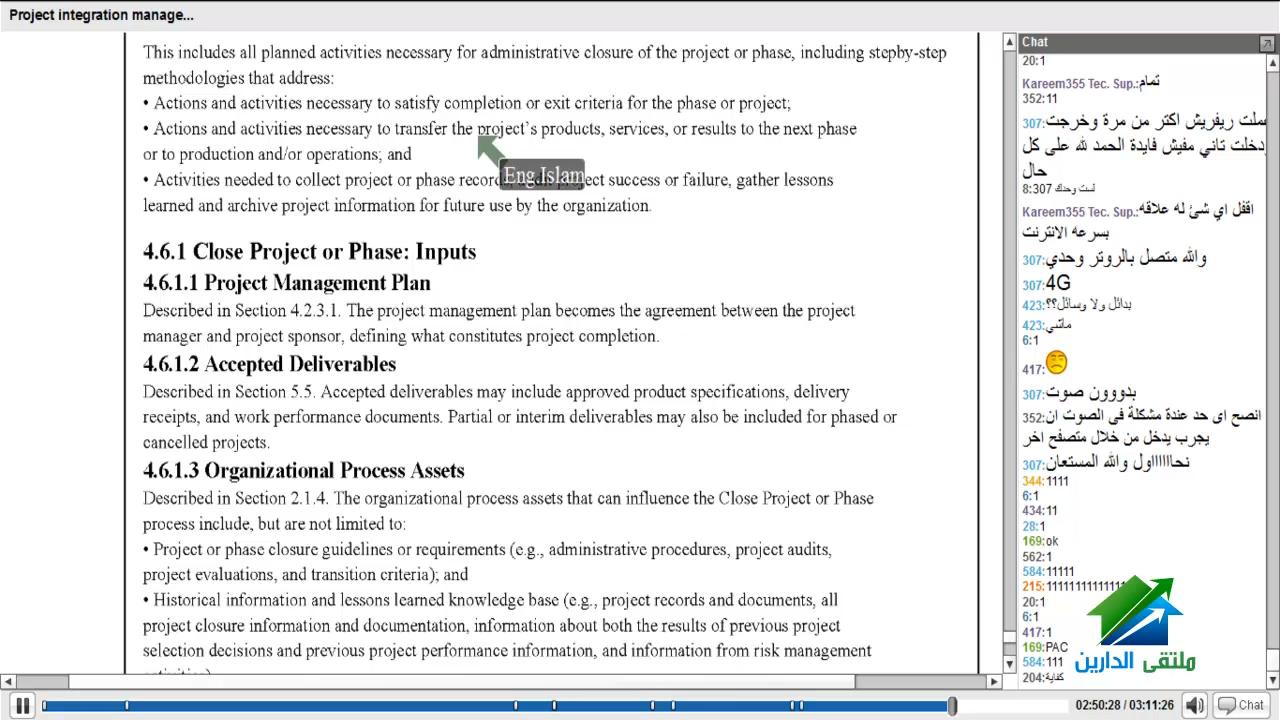 Project integration manage...
This includes all planned activities necessary for administrative closure of the project or phase, including stepby-step
methodologies that address:
• Actions and activities necessary to satisfy completion or exit criteria for the phase or project;
• Actions and activities necessary to transfer the project's products, services, or results to the next phase
or to production and/or operations; and
Eng.Islam
• Activities needed to collect project or phase success or failure, gather lessons
learned and archive project information for future use by the organization.
4.6.1 Close Project or Phase: Inputs
4.6.1.1 Project Management Plan
Described in Section 4.2.3.1. The project management plan becomes the agreement between the project
manager and project sponsor, defining what constitutes project completion.
4.6.1.2 Accepted Deliverables
Described in Section 5.5. Accepted deliverables may include approved product specifications, delivery
receipts, and work performance documents. Partial or interim deliverables may also be included for phased or
cancelled projects.
4.6.1.3 Organizational Process Assets
Described in Section 2.1.4. The organizational process assets that can influence the Close Project or Phase
process include, but are not limited to:
• Project or phase closure guidelines or requirements (e.g., administrative procedures, project audits,
project evaluations, and transition criteria); and
• Historical information and lessons learned knowledge base (e.g., project records and documents, all
project closure information and documentation, information about both the results of previous project
selection decisions and previous project performance information, and information from risk management
Chat
20:1
Kareem355 Tec. Sup.: تمام
352:11
307: ريفريش اكتر من مرة وخرجت
تاني مفيش فايدة الحمد لله على كل
حال
8:307 لست وحدك
Kareem355 Tec. Sup.: اقفل اي شئ له علاقه
بسرعه الانترنت
307: والله متصل بالروتر وحدي
307: 4G
423: بدائل ولا وسائل؟؟
423: ماشي
6:1
417:
307: بدووون صوت
352: انصح اى حد عندة مشكلة فى الصوت ان
يجرب يدخل من خلال متصفح اخر
307: نحاااااول والله المستعان
344: 1111
6:1
434:11
28:1
169: ok
562:1
584: 11111
20:1
6:1
417:1
169: PAC
584: 111
204: كفاية
ملتقى الدارين
02:50:28 / 03:11:26
Chat